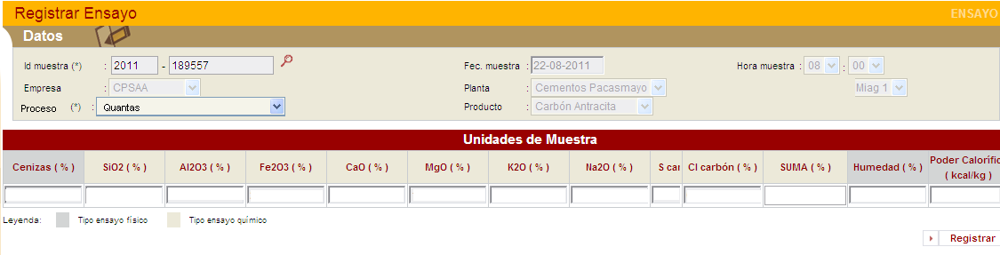 Registrar Ensayo ENSAYO
Datos
Id muestra (*) : 2011 - 189557 Fec. muestra : 22-08-2011 Hora muestra : 08 : 00
Empresa : CPSAA Planta : Cementos Pacasmayo Miag 1
Proceso (*) : Quantas Producto : Carbón Antracita
Unidades de Muestra
Cenizas ( % ) SiO2 ( % ) Al2O3 ( % ) Fe2O3 ( % ) CaO ( % ) MgO ( % ) K2O ( % ) Na2O ( % ) S car Cl carbón ( % ) SUMA ( % ) Humedad ( % ) Poder Calorífic
( kcal/kg )
Leyenda: Tipo ensayo físico Tipo ensayo químico
Registrar